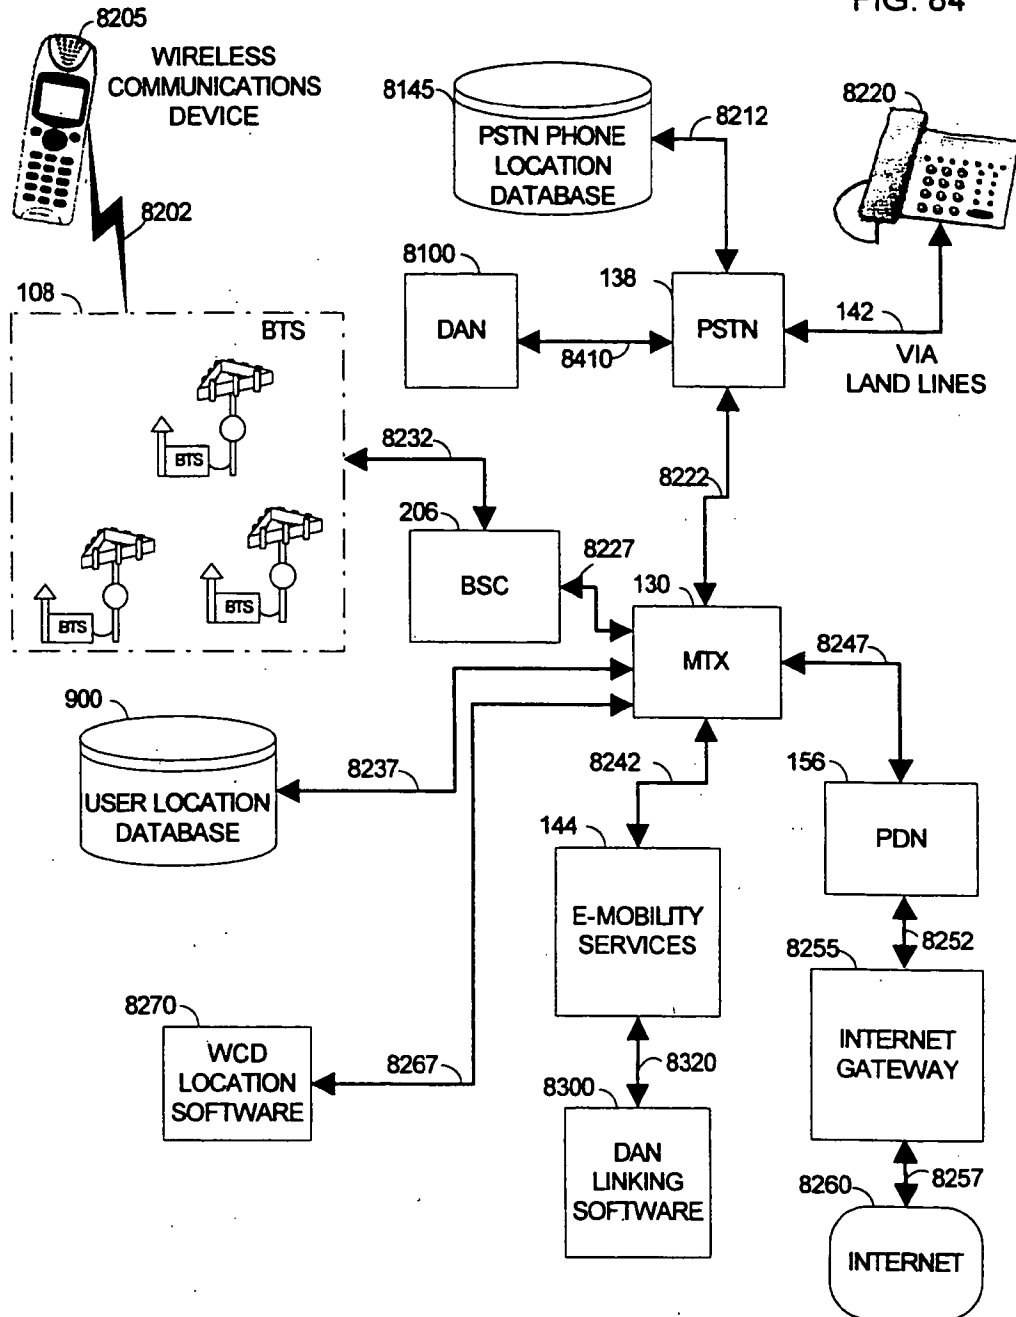 FIG. 84
8205
WIRELESS
COMMUNICATIONS
DEVICE
8202
8145
PSTN PHONE
LOCATION
DATABASE
8212
8220
8100
DAN
8410
138
PSTN
142
VIA
LAND LINES
108
BTS
BTS
BTS
BTS
8232
206
BSC
8227
8222
130
MTX
8247
900
USER LOCATION
DATABASE
8237
8242
144
E-MOBILITY
SERVICES
156
PDN
8252
8255
INTERNET
GATEWAY
8270
WCD
LOCATION
SOFTWARE
8267
8320
8300
DAN
LINKING
SOFTWARE
8257
8260
INTERNET